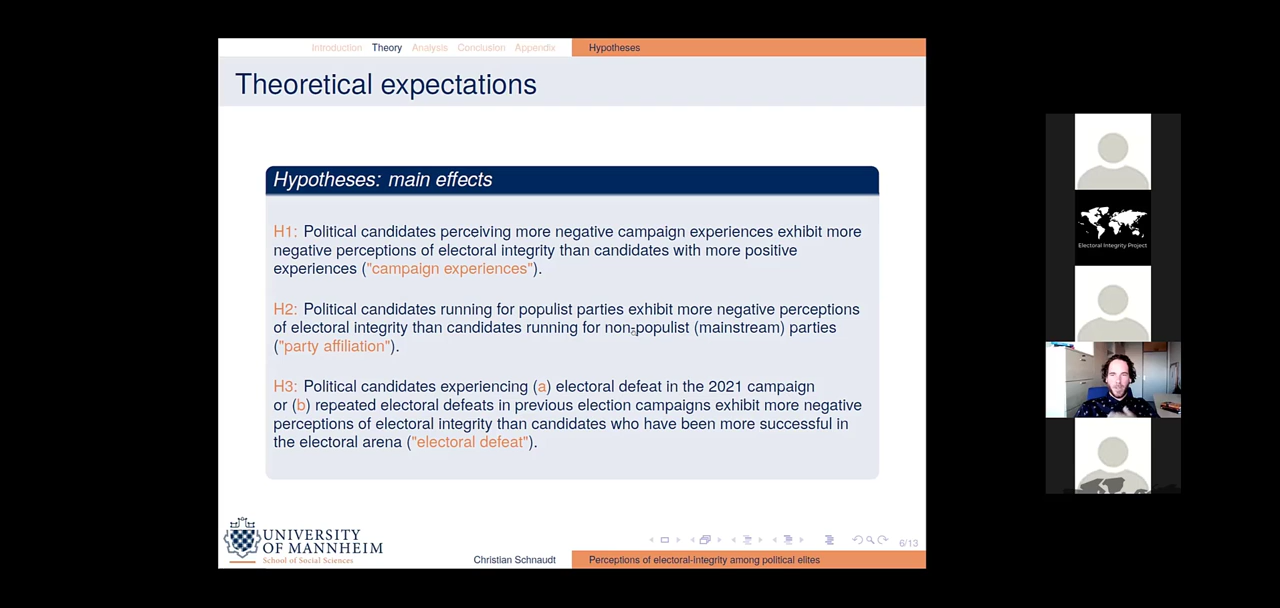 Introduction Theory Analysis Conclusion Appendix Hypotheses
Theoretical expectations
Hypotheses: main effects
H1: Political candidates perceiving more negative campaign experiences exhibit more
negative perceptions of electoral integrity than candidates with more positive
experiences ("campaign experiences").
H2: Political candidates running for populist parties exhibit more negative perceptions
of electoral integrity than candidates running for non-populist (mainstream) parties
("party affiliation").
H3: Political candidates experiencing (a) electoral defeat in the 2021 campaign
or (b) repeated electoral defeats in previous election campaigns exhibit more negative
perceptions of electoral integrity than candidates who have been more successful in
the electoral arena ("electoral defeat").
UNIVERSITY
OF MANNHEIM
School of Social Sciences
6/13
Christian Schnaudt Perceptions of electoral-integrity among political elites
Electoral Integrity Project